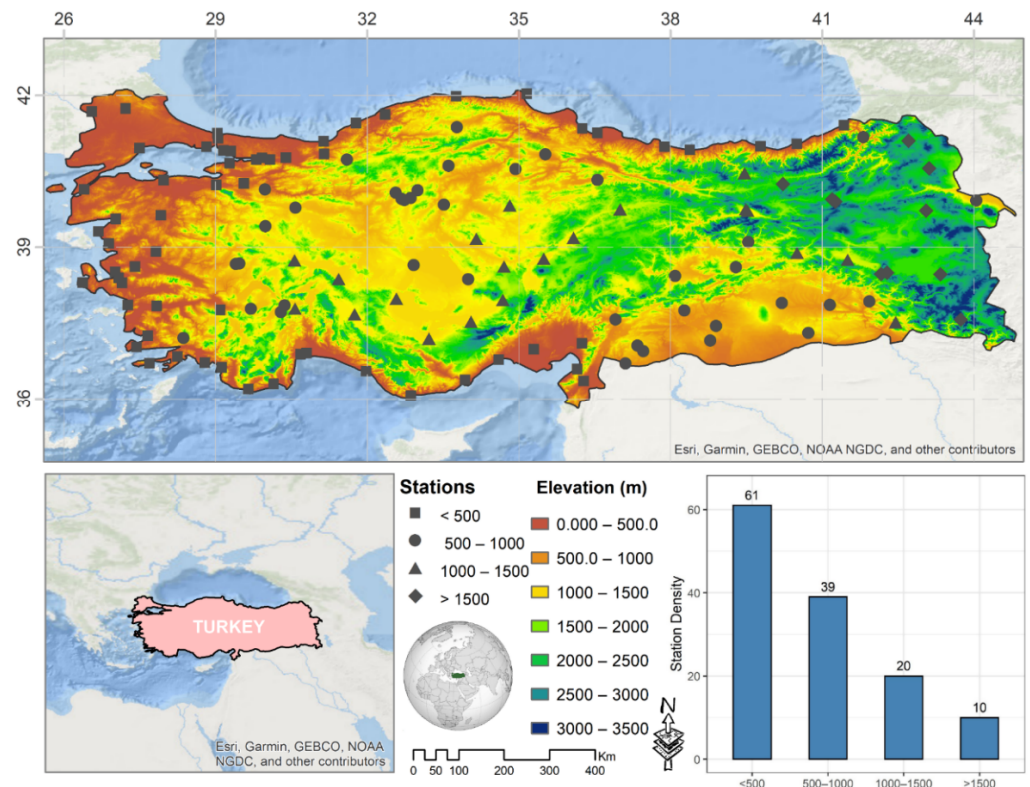 26 29 32 35 38 41 44
42
39
36
Esri, Garmin, GEBCO, NOAA NGDC, and other contributors
TURKEY
Esri, Garmin, GEBCO, NOAA
NGDC, and other contributors
Stations
< 500
500 – 1000
1000 – 1500
> 1500
Elevation (m)
0.000 – 500.0
500.0 – 1000
1000 – 1500
1500 – 2000
2000 – 2500
2500 – 3000
3000 – 3500
N
Km
0 50 100 200 300 400
Station Density
60
40
20
0
61
39
20
10
<500 500–1000 1000–1500 >1500